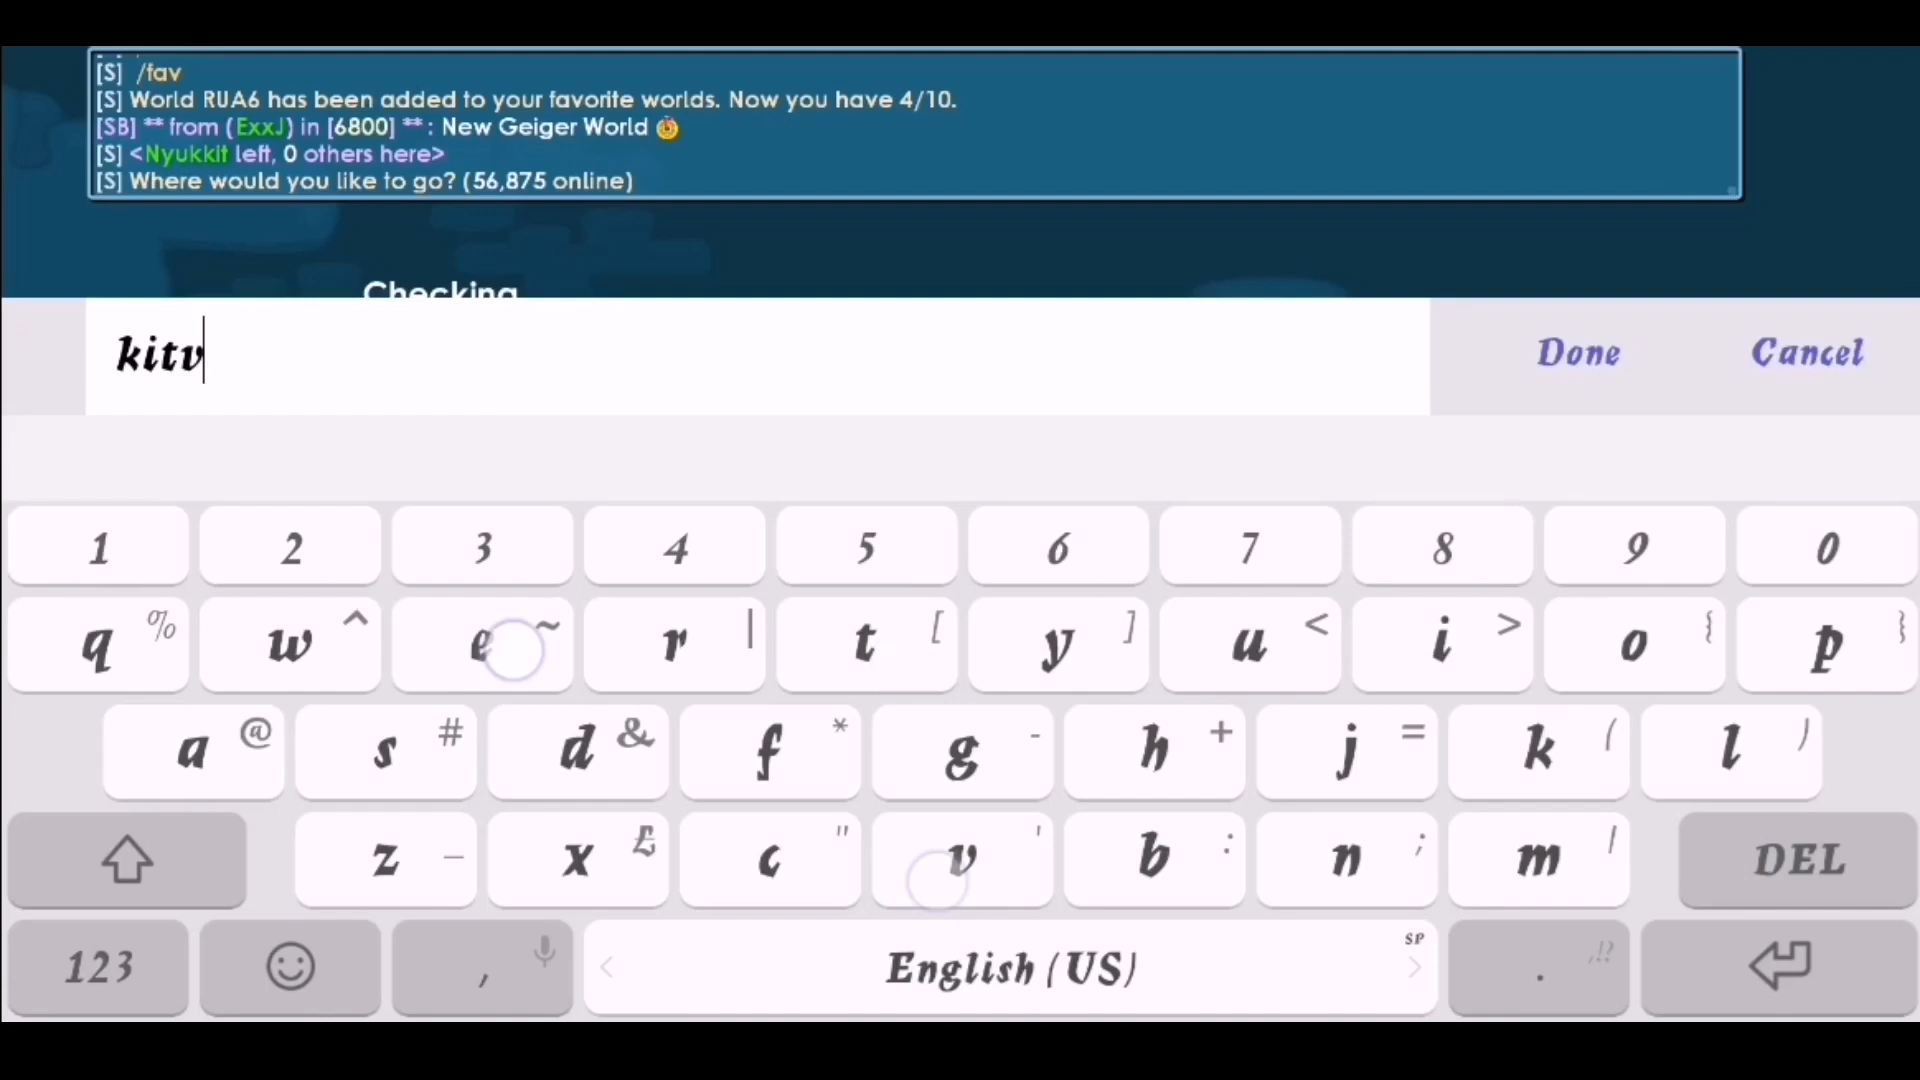 [S] /fav
[S] World RUA6 has been added to your favorite worlds. Now you have 4/10.
[SB] ** from (ExxJ) in [6800] ** : New Geiger World
[S] <Nyukkit left, 0 others here>
[S] Where would you like to go? (56,875 online)
Checking
kitv
Done Cancel
1 2 3 4 5 6 7 8 9 0
q % w ^ e ~ r | t [ y ] u < i > o { p }
a @ s # d & f * g - h + j = k ( l )
z _ x £ c " v ' b : n ; m / DEL
123 , English (US) SP . ,!?